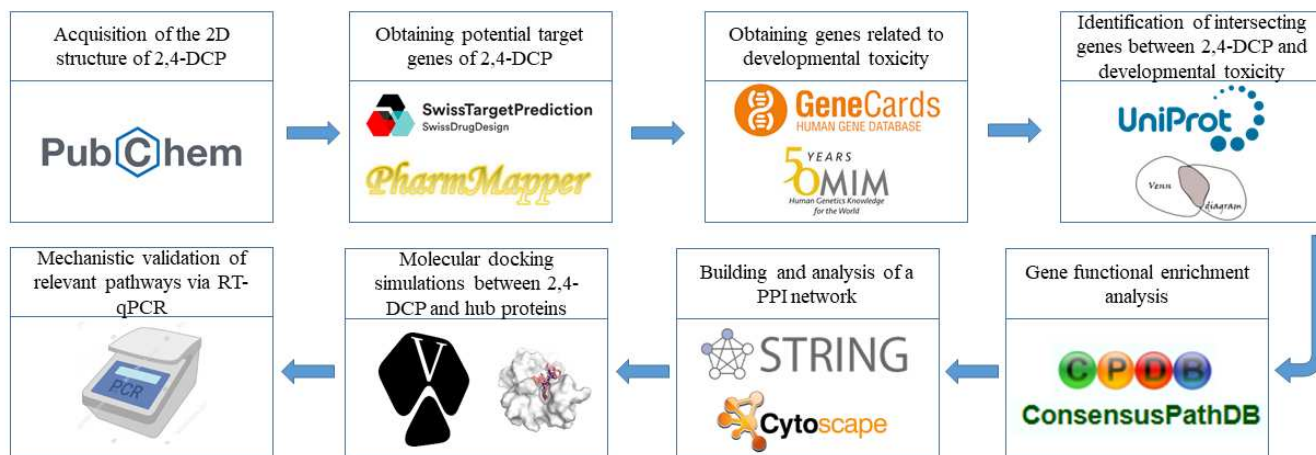 Acquisition of the 2D
structure of 2,4-DCP
PubChem
Obtaining potential target
genes of 2,4-DCP
SwissTargetPrediction
SwissDrugDesign
PharmMapper
Obtaining genes related to
developmental toxicity
GeneCards
HUMAN GENE DATABASE
50 YEARS
OMIM
Human Genetics Knowledge
for the World
Identification of intersecting
genes between 2,4-DCP and
developmental toxicity
UniProt
Venn
diagram
Mechanistic validation of
relevant pathways via RT-
qPCR
PCR
Molecular docking
simulations between 2,4-
DCP and hub proteins
V
Building and analysis of a
PPI network
STRING
Cytoscape
Gene functional enrichment
analysis
CPDB
ConsensusPathDB